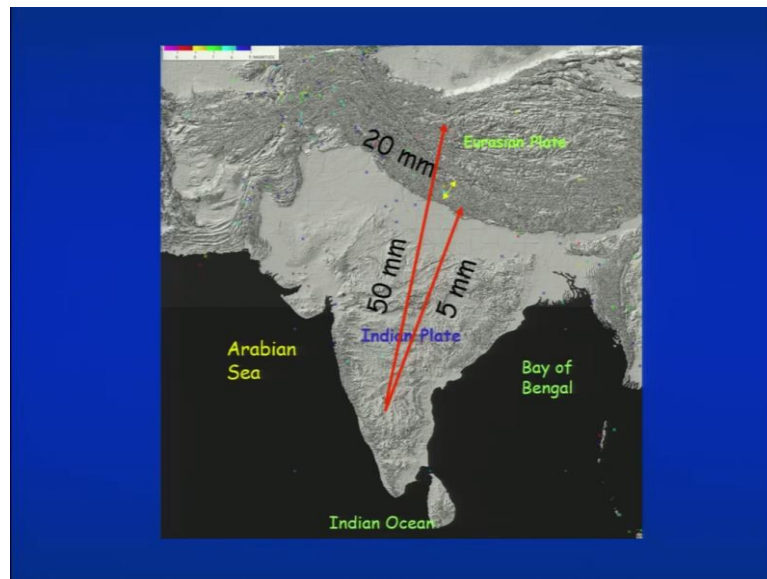 Eurasian Plate
20 mm
50 mm
5 mm
Indian Plate
Arabian
Sea
Bay of
Bengal
Indian Ocean